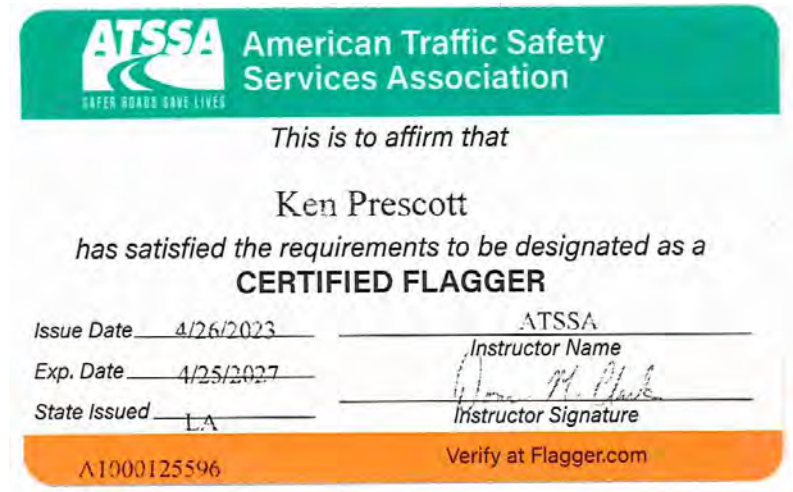 ATSSA
SAFER ROADS SAVE LIVES
American Traffic Safety
Services Association
This is to affirm that
Ken Prescott
has satisfied the requirements to be designated as a
CERTIFIED FLAGGER
Issue Date 4/26/2023
ATSSA
Instructor Name
Exp. Date 4/25/2027
State Issued LA
Instructor Signature
A1000125596
Verify at Flagger.com